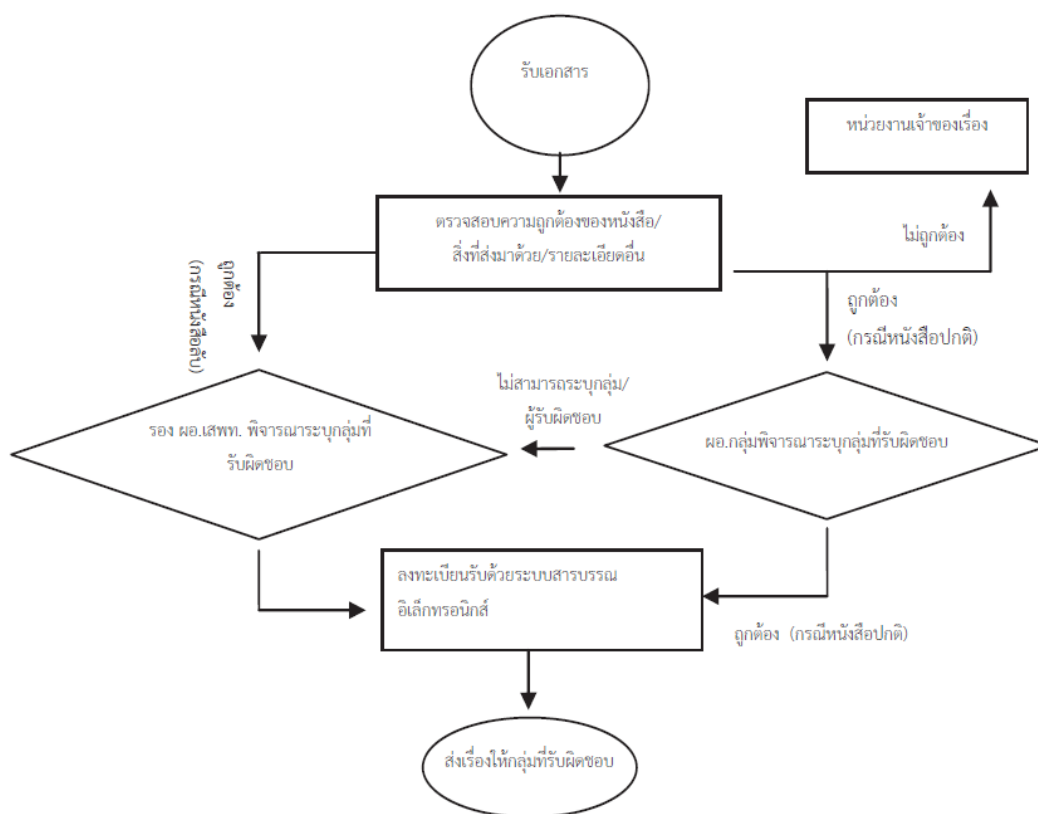 รับเอกสาร
หน่วยงานเจ้าของเรื่อง
ตรวจสอบความถูกต้องของหนังสือ/
สิ่งที่ส่งมาด้วย/รายละเอียดอื่น
ไม่ถูกต้อง
ถูกต้อง
(กรณีหนังสือลับ)
ถูกต้อง
(กรณีหนังสือปกติ)
ไม่สามารถระบุกลุ่ม/
ผู้รับผิดชอบ
รอง ผอ.เสพท. พิจารณาระบุกลุ่มที่
รับผิดชอบ
ผอ.กลุ่มพิจารณาระบุกลุ่มที่รับผิดชอบ
ลงทะเบียนรับด้วยระบบสารบรรณ
อิเล็กทรอนิกส์
ถูกต้อง (กรณีหนังสือปกติ)
ส่งเรื่องให้กลุ่มที่รับผิดชอบ